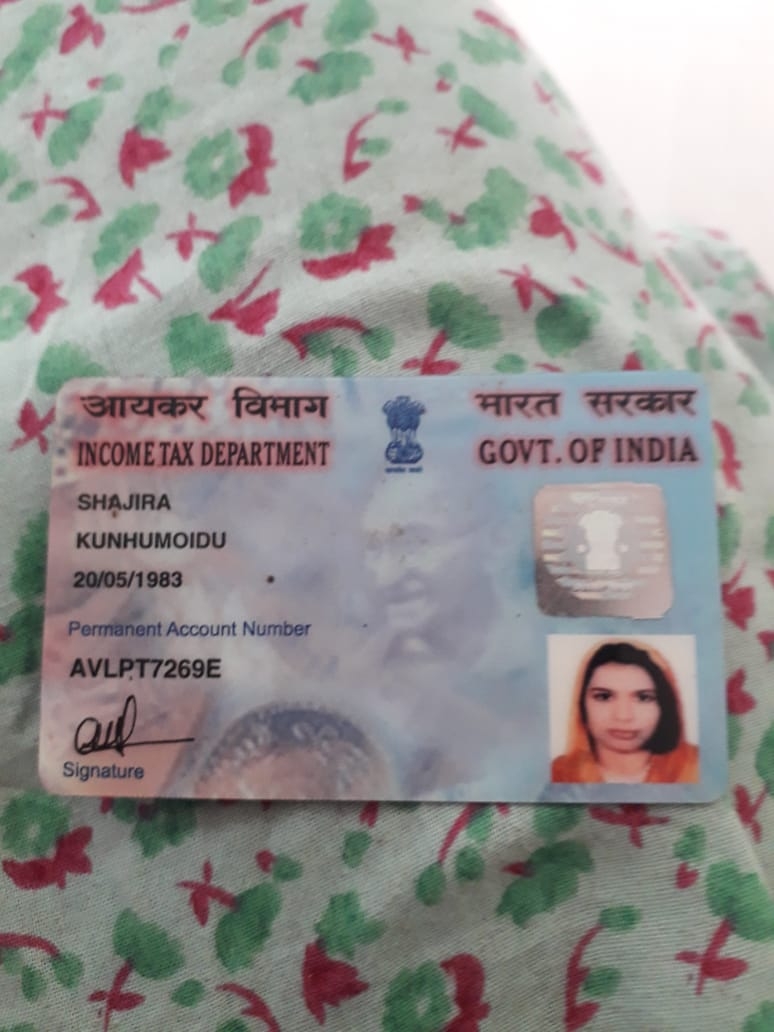 आयकर विभाग
भारत सरकार
INCOME TAX DEPARTMENT
GOVT. OF INDIA
SHAJIRA
KUNHUMOIDU
20/05/1983
Permanent Account Number
AVLPT7269E
Signature